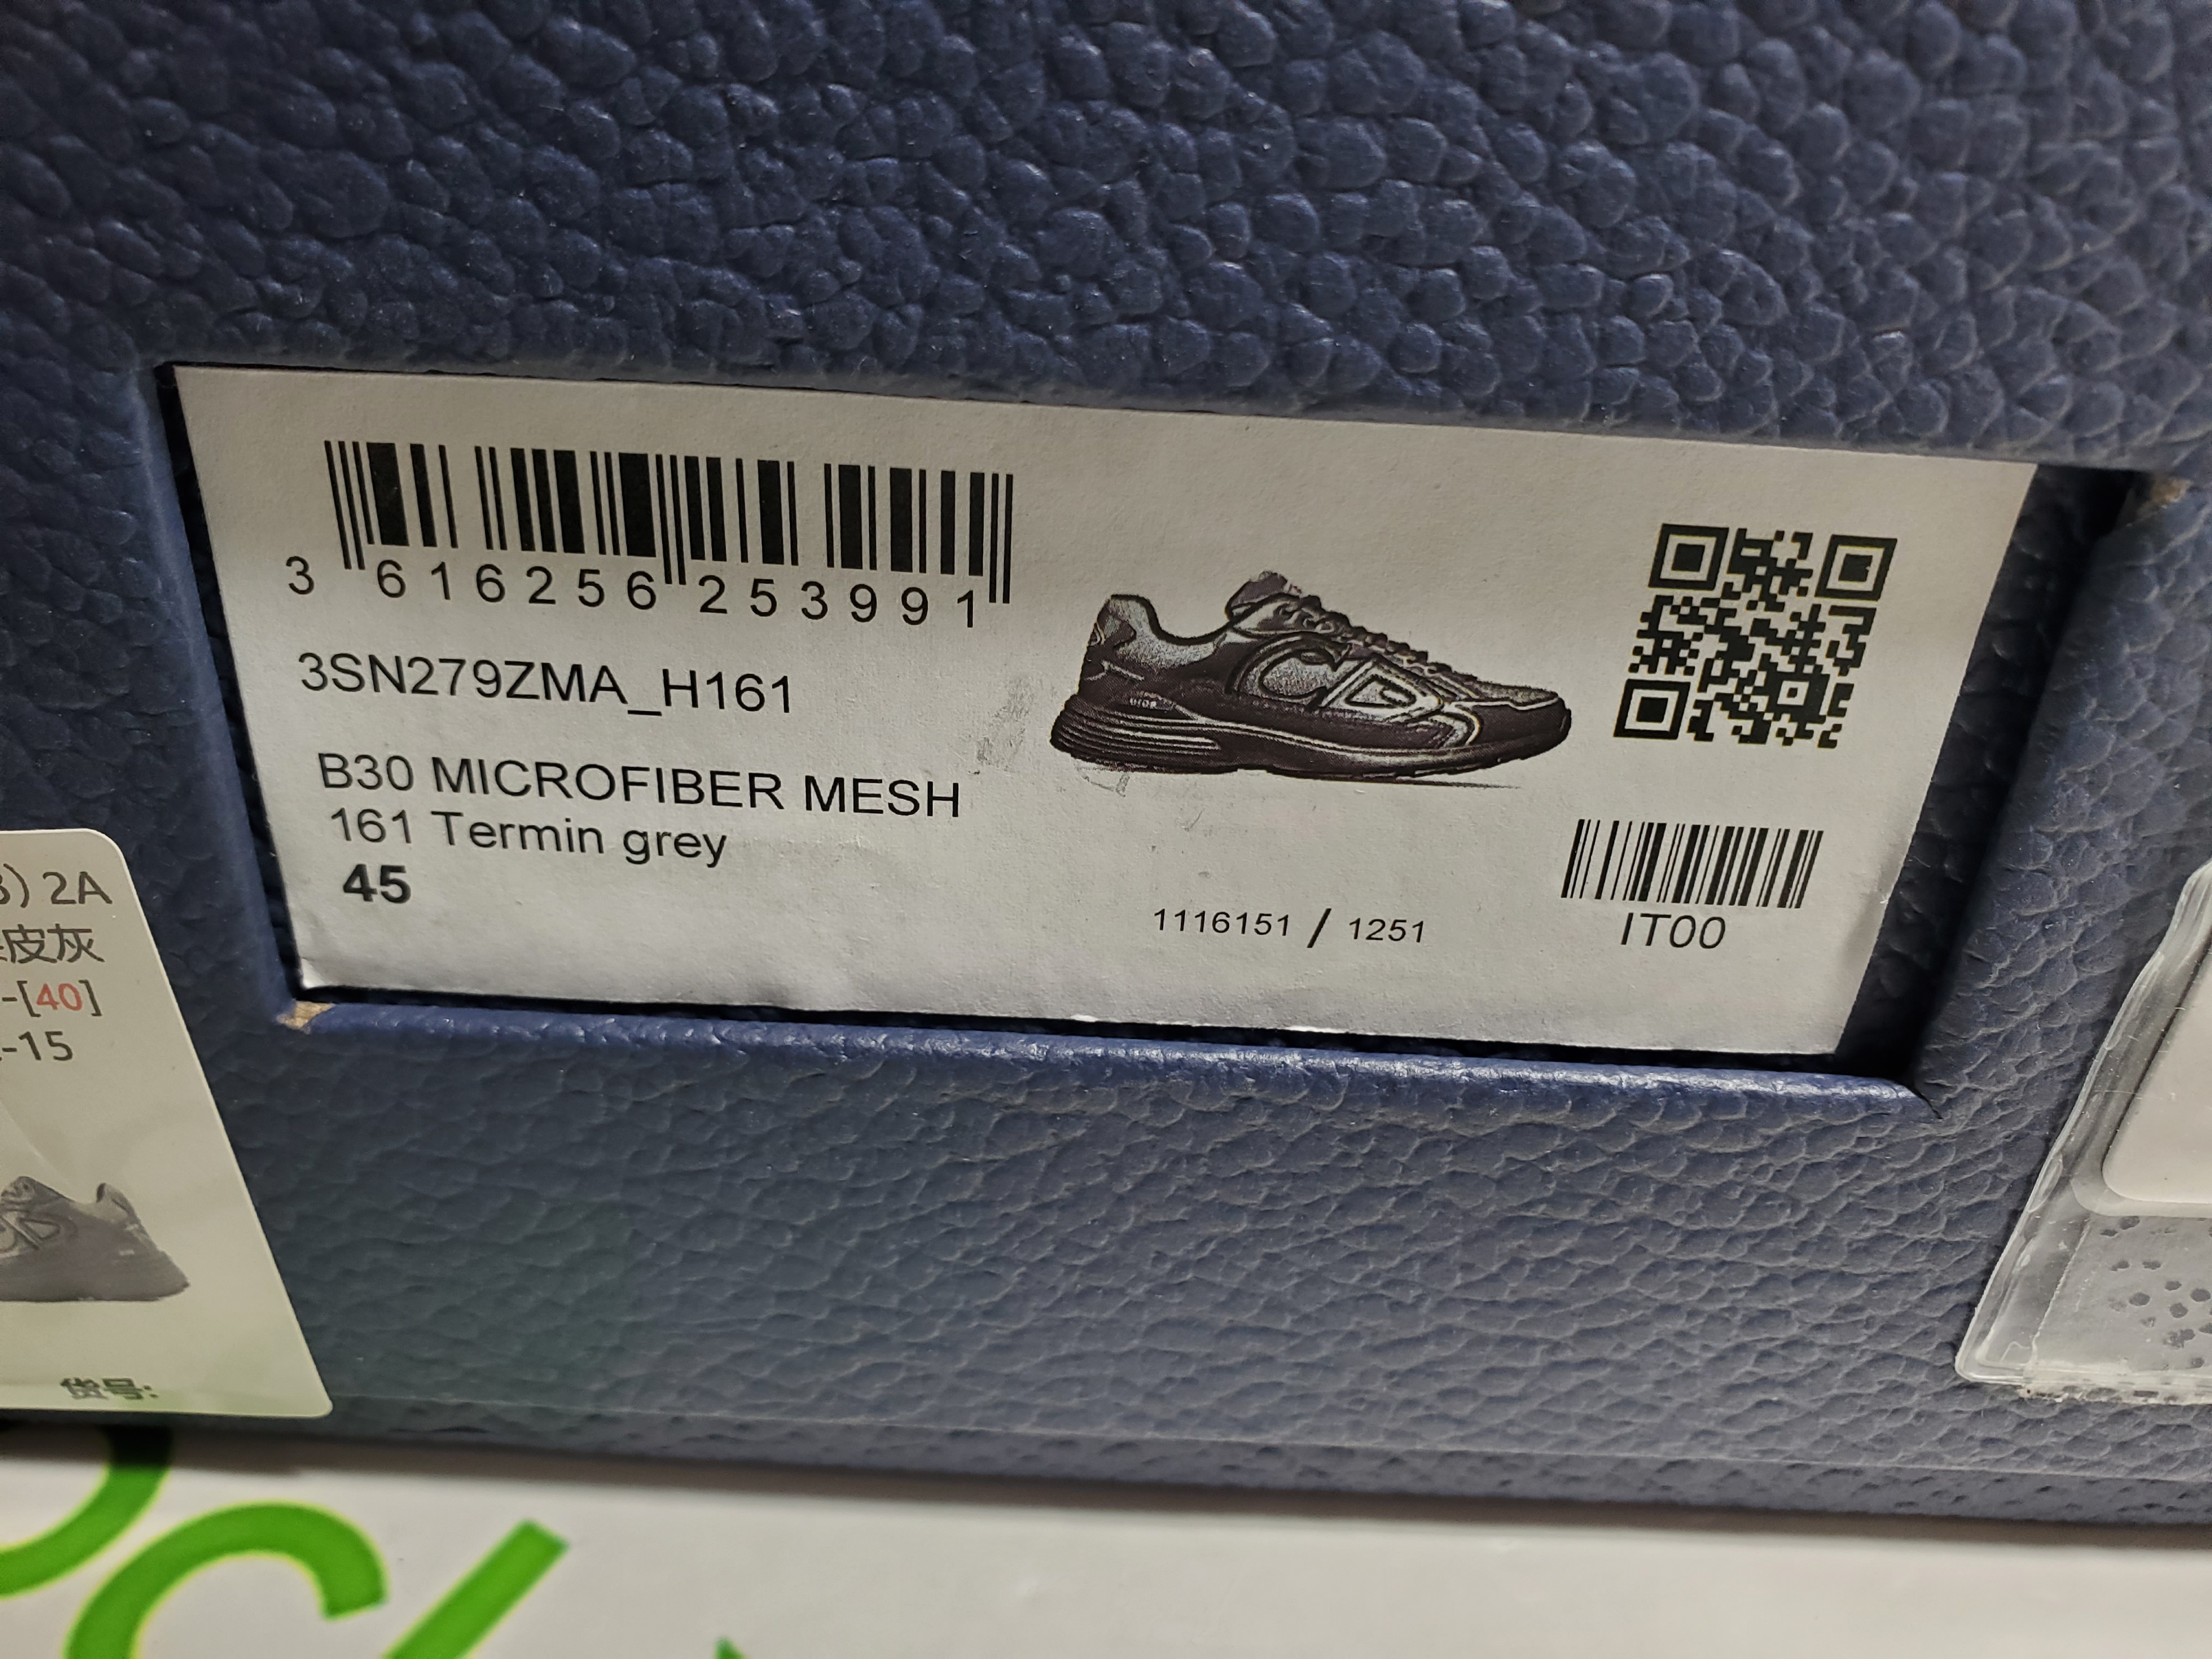 3 616256 253991
3SN279ZMA_H161
B30 MICROFIBER MESH
161 Termin grey
45
DIOR
1116151 / 1251
IT00
) 2A
皮灰
-[40]
-15
货号: